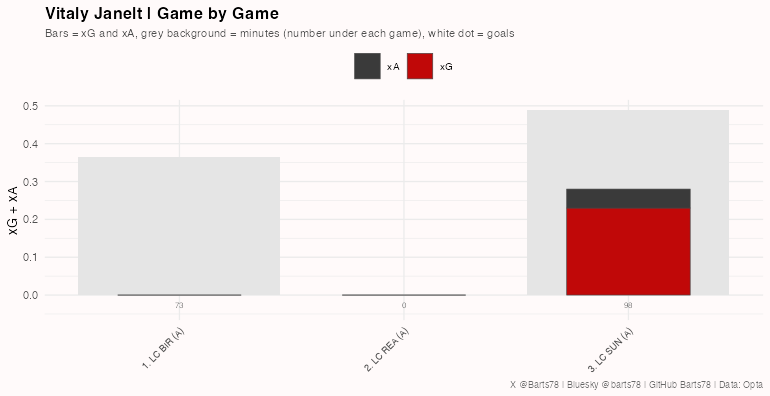 Vitaly Janelt | Game by Game
Bars = xG and xA, grey background = minutes (number under each game), white dot = goals
xA xG
XG + XA
0.5
0.4
0.3
0.2
0.1
0.0
73 0 98
1. LC BIR (A) 2. LC REA (A) 3. LC SUN (A)
X @Barts78 | Bluesky @barts78 | GitHub Barts78 | Data: Opta